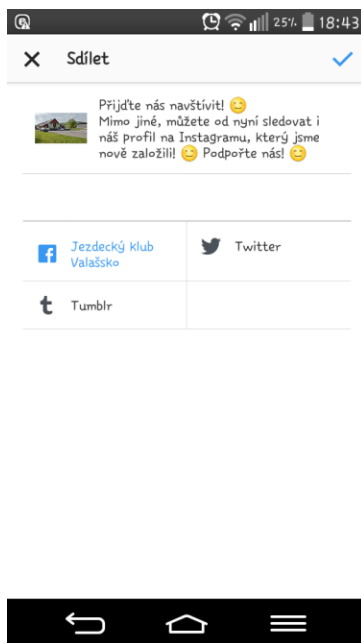 25% 18:43
Sdílet
Přijďte nás navštívit! 😊
Mimo jiné, můžete od nyní sledovat i
náš profil na Instagramu, který jsme
nově založili! 😊 Podpořte nás! 😊
Jezdecký klub
Valašsko
Twitter
Tumblr